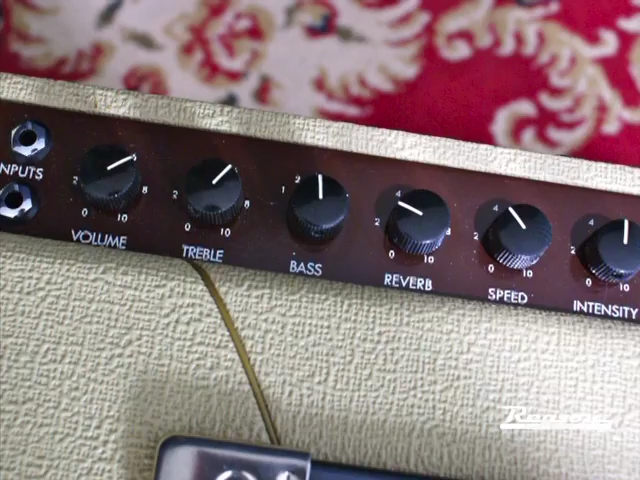 INPUTS
2 8
0 10
VOLUME
2 8
0 10
TREBLE
1 2
BASS
4
2 8
0 10
REVERB
4
2
0 10
SPEED
4
2
0 10
INTENSITY